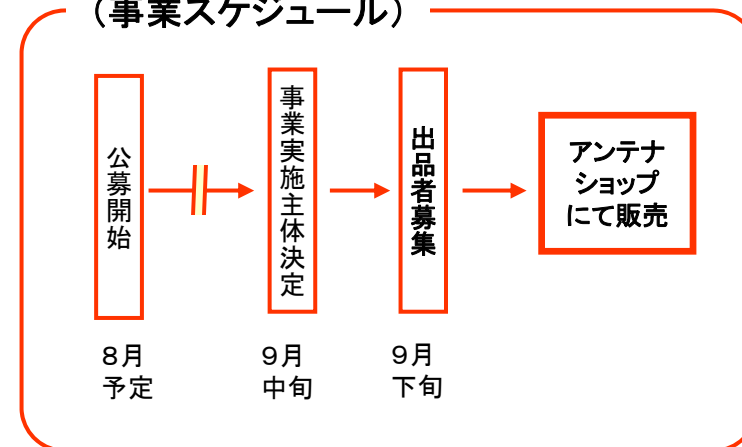 （事業スケジュール）
公募開始
事業実施主体決定
出品者募集
アンテナ
ショップ
にて販売
８月
予定
９月
中旬
９月
下旬